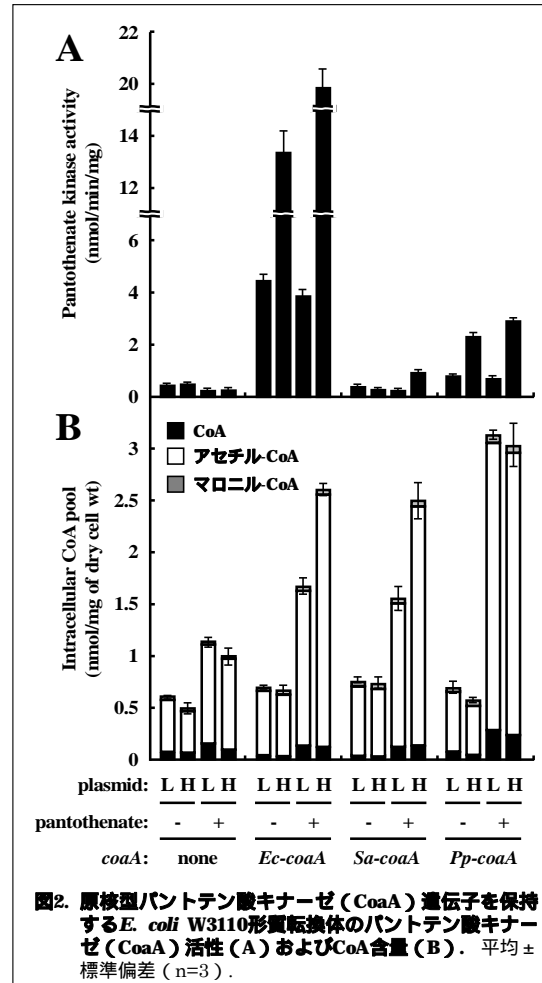 A
Pantothenate kinase activity
(nmol/min/mg)
22
20
14
12
6
4
2
0
B
CoA
アセチル-CoA
マロニル-CoA
Intracellular CoA pool
(nmol/mg of dry cell wt)
3
2.5
2
1.5
1
0.5
0
plasmid: L H L H L H L H L H L H L H L H
pantothenate: - + - + - + - +
coaA: none Ec-coaA Sa-coaA Pp-coaA
図2. 原核型パントテン酸キナーゼ（CoaA）遺伝子を保持
するE. coli W3110形質転換体のパントテン酸キナー
ゼ（CoaA）活性（A）およびCoA含量（B）. 平均 ±
標準偏差（n=3）.